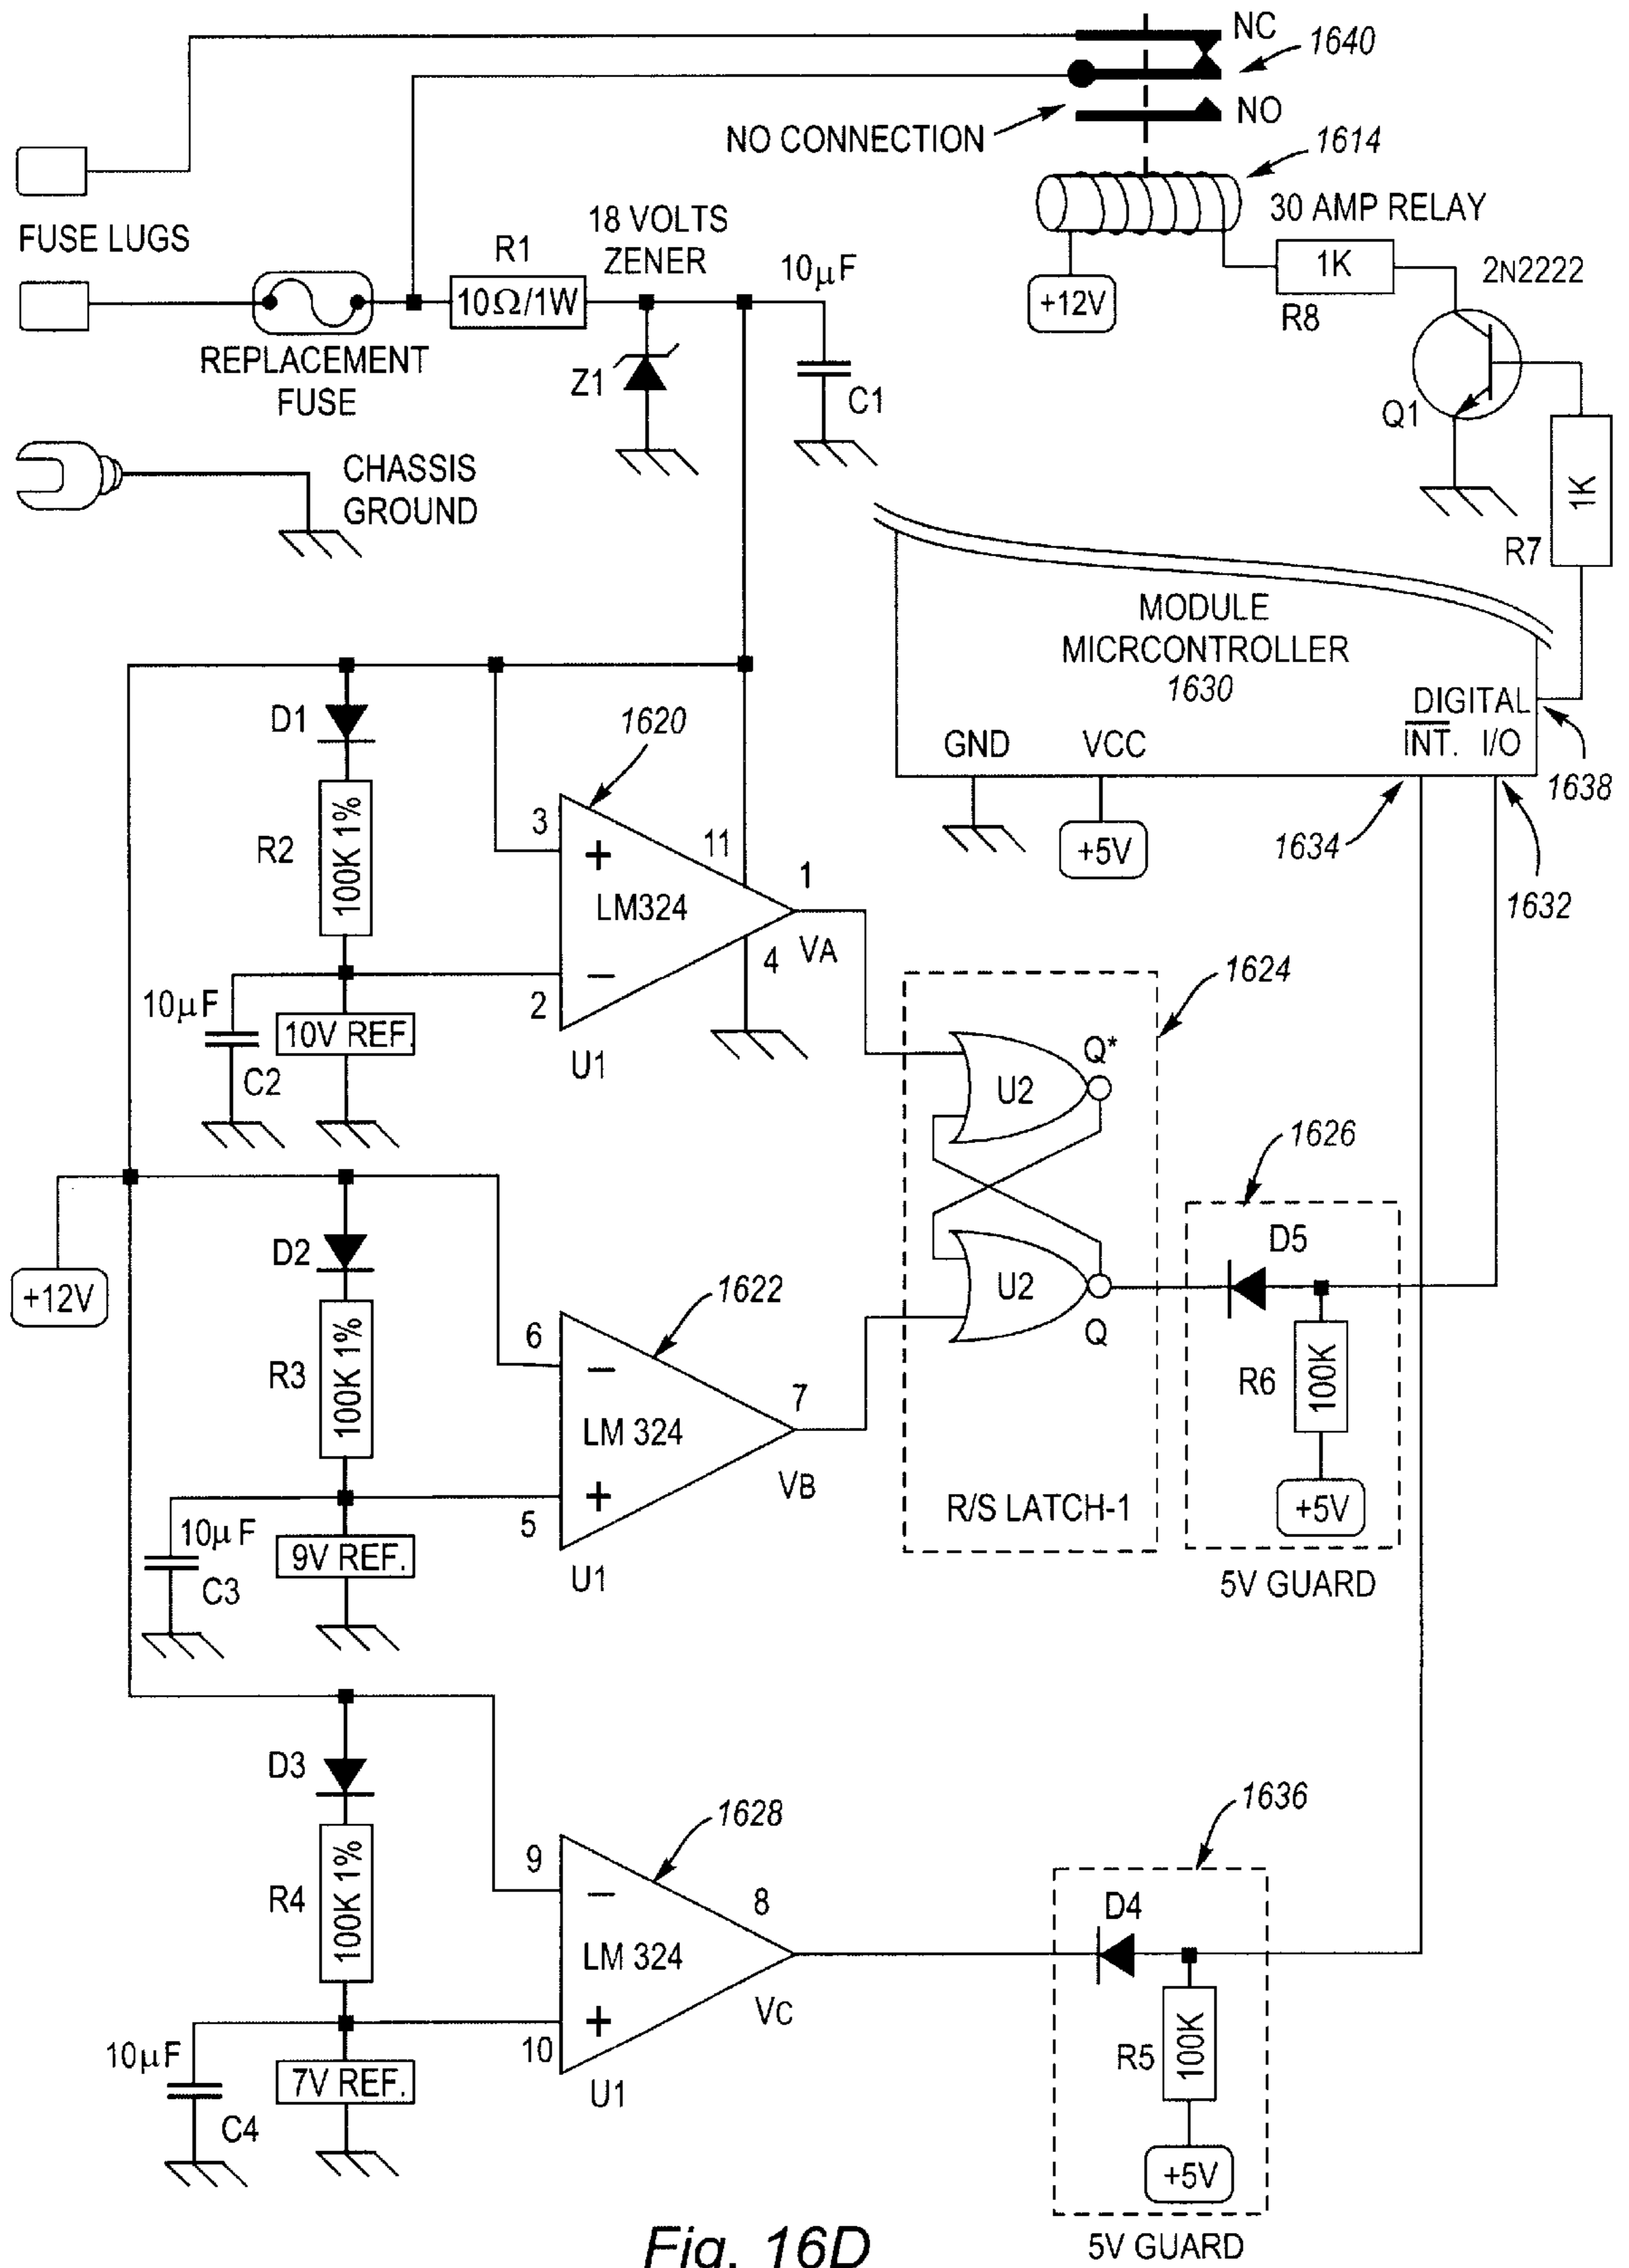 NC
1640
NO
NO CONNECTION
1614
30 AMP RELAY
FUSE LUGS
18 VOLTS
ZENER
R1
10Ω/1W
10µF
+12V
1K
R8
2N2222
REPLACEMENT
FUSE
Z1
C1
Q1
CHASSIS
GROUND
1K
R7
MODULE
MICRCONTROLLER
1630
DIGITAL
GND
VCC
INT.
I/O
1638
+5V
1634
1632
D1
1620
R2
100K 1%
3
+
11
LM324
1
VA
4
−
2
10µF
10V REF.
C2
U1
1624
Q*
U2
1626
D2
+12V
R3
100K 1%
1622
6
−
LM 324
7
VB
+
5
10µF
9V REF.
C3
U1
U2
Q
D5
R6
100K
+5V
R/S LATCH-1
5V GUARD
D3
R4
100K 1%
1628
9
−
8
LM 324
VC
+
10
10µF
7V REF.
C4
U1
1636
D4
R5
100K
+5V
5V GUARD
Fig. 16D